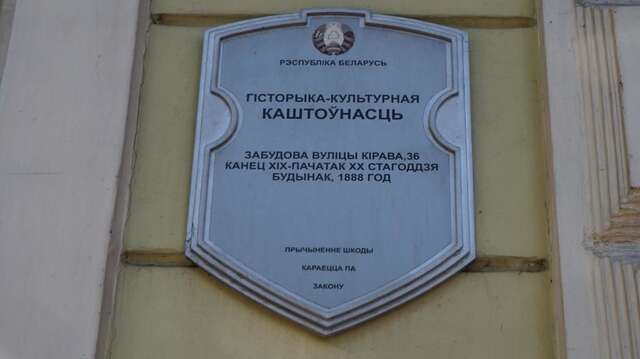 РЭСПУБЛІКА БЕЛАРУСЬ
ГІСТОРЫКА-КУЛЬТУРНАЯ
КАШТОЎНАСЦЬ
ЗАБУДОВА ВУЛІЦЫ КІРАВА,36
КАНЕЦ XIX-ПАЧАТАК XX СТАГОДДЗЯ
БУДЫНАК, 1888 ГОД
ПРЫЧЫНЕННЕ ШКОДЫ
КАРАЕЦЦА ПА
ЗАКОНУ